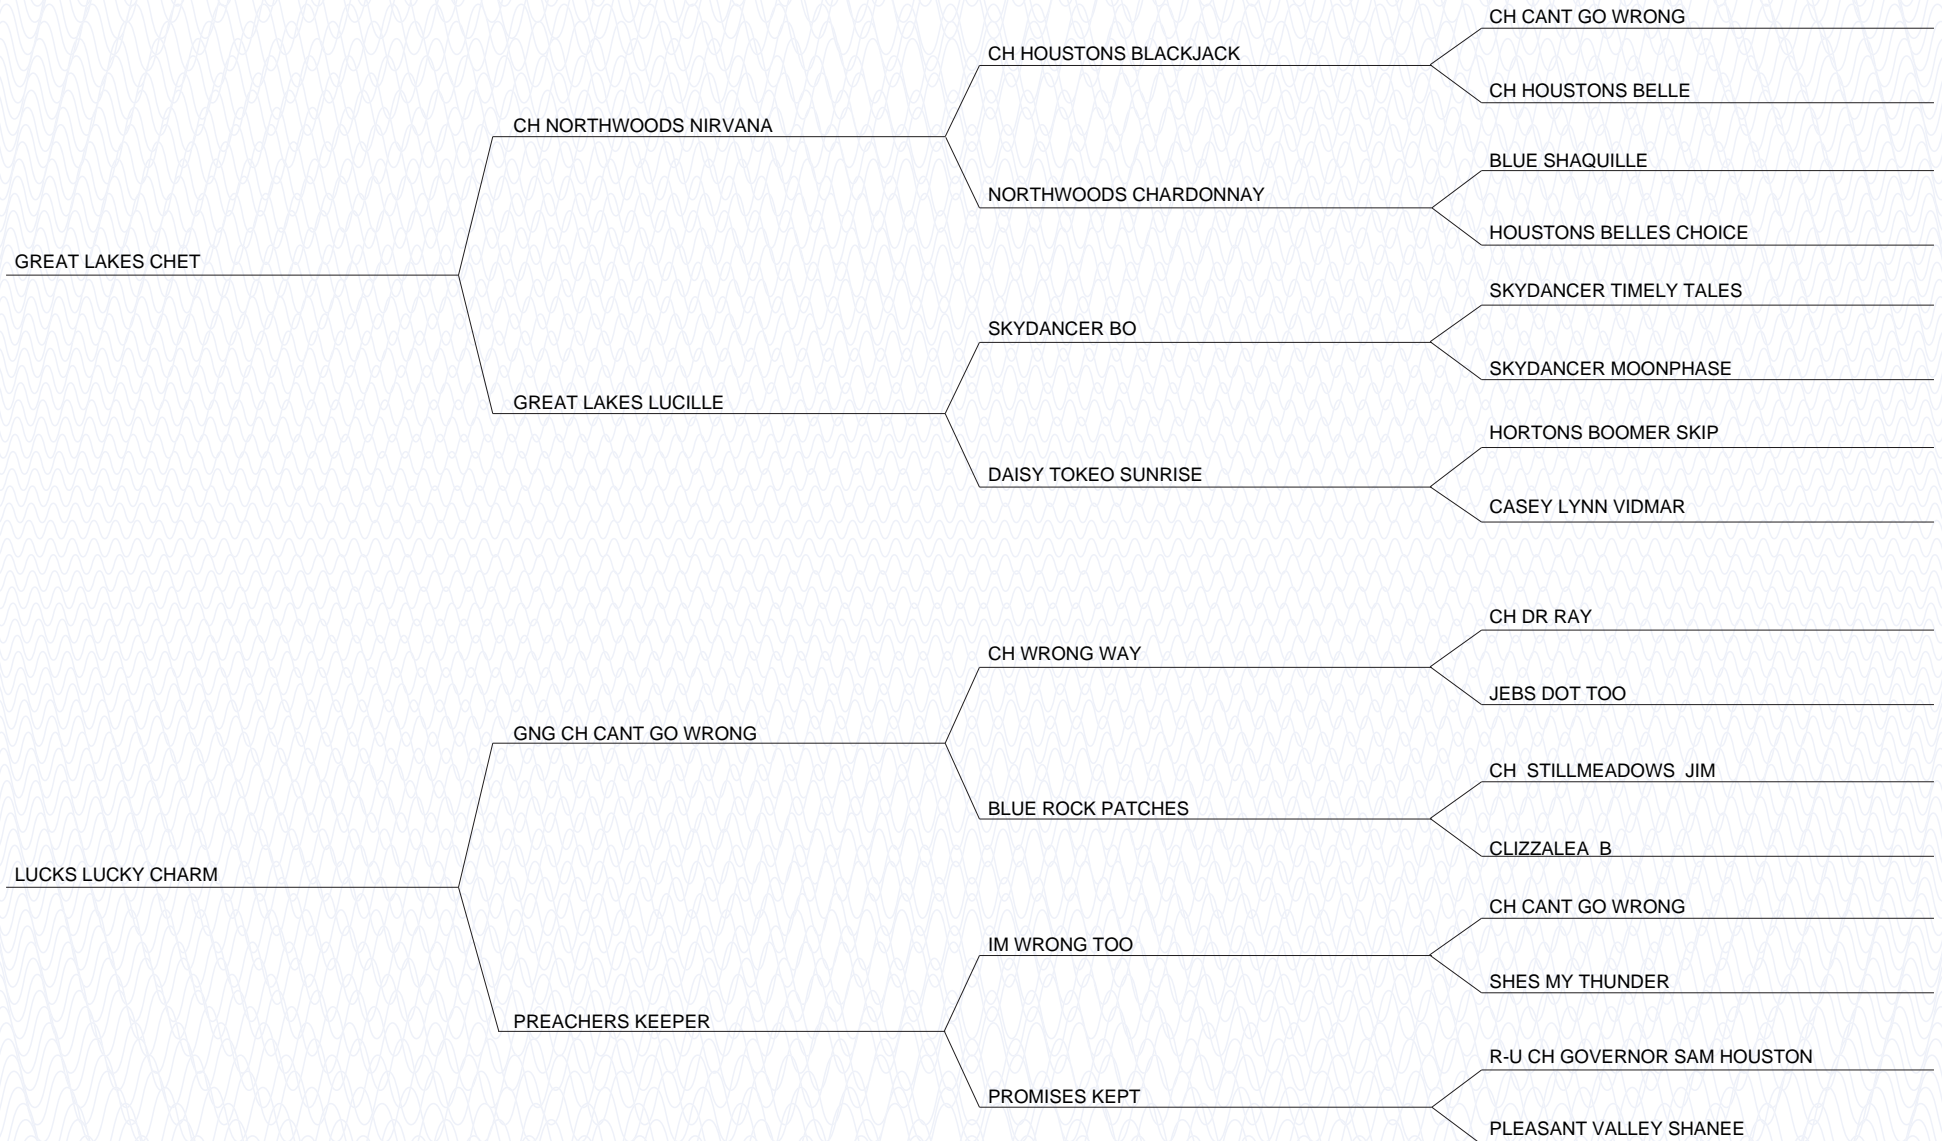 CH CANT GO WRONG
CH HOUSTONS BLACKJACK
CH HOUSTONS BELLE
CH NORTHWOODS NIRVANA
BLUE SHAQUILLE
NORTHWOODS CHARDONNAY
HOUSTONS BELLES CHOICE
GREAT LAKES CHET
SKYDANCER TIMELY TALES
SKYDANCER BO
SKYDANCER MOONPHASE
GREAT LAKES LUCILLE
HORTONS BOOMER SKIP
DAISY TOKEO SUNRISE
CASEY LYNN VIDMAR
CH DR RAY
CH WRONG WAY
JEBS DOT TOO
GNG CH CANT GO WRONG
CH  STILLMEADOWS  JIM
BLUE ROCK PATCHES
CLIZZALEA  B
LUCKS LUCKY CHARM
CH CANT GO WRONG
IM WRONG TOO
SHES MY THUNDER
PREACHERS KEEPER
R-U CH GOVERNOR SAM HOUSTON
PROMISES KEPT
PLEASANT VALLEY SHANEE